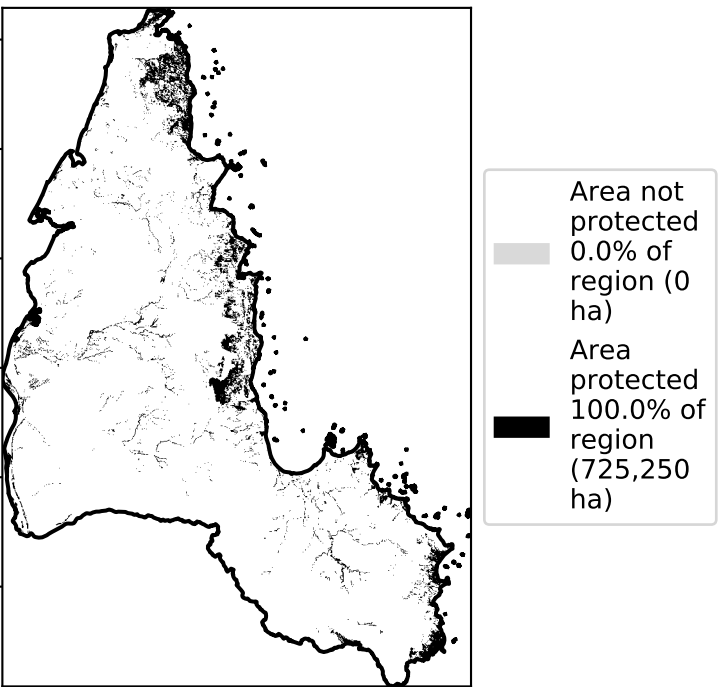 Area not
protected
0.0% of
region (0
ha)
Area
protected
100.0% of
region
(725,250
ha)